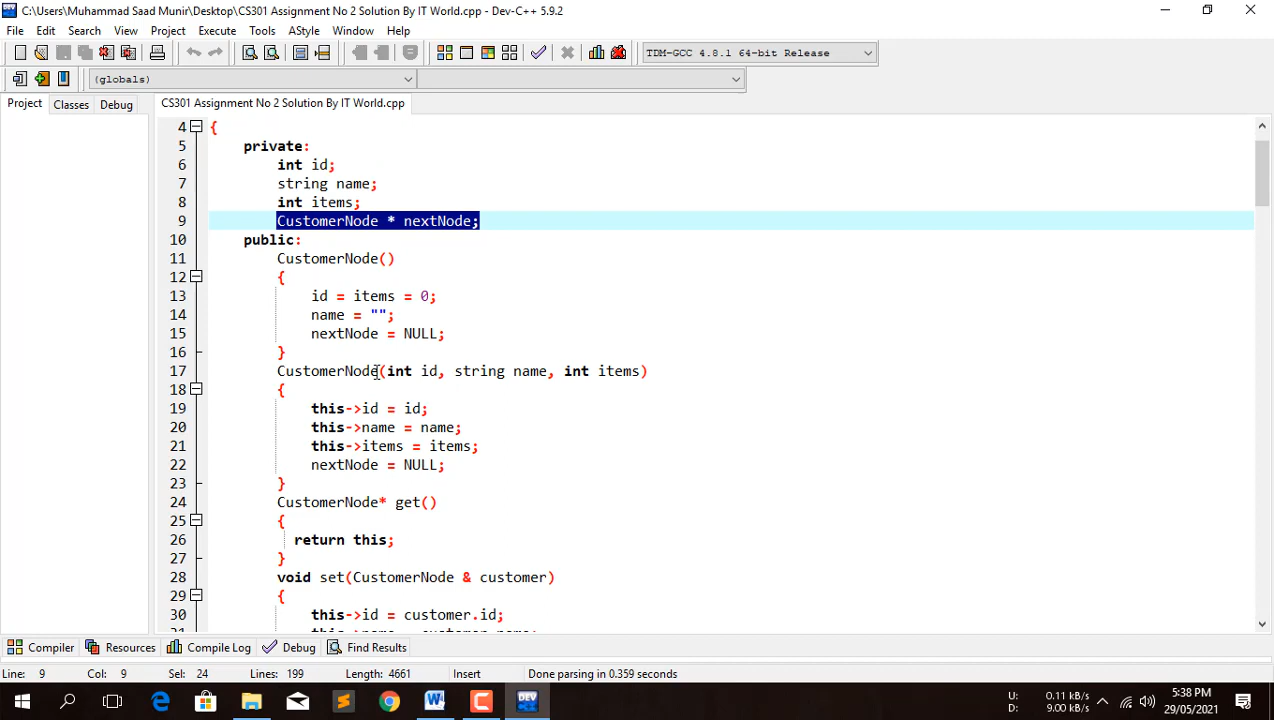 C:\Users\Muhammad Saad Munir\Desktop\CS301 Assignment No 2 Solution By IT World.cpp - Dev-C++ 5.9.2
File Edit Search View Project Execute Tools AStyle Window Help
TDM-GCC 4.8.1 64-bit Release
(globals)
Project Classes Debug CS301 Assignment No 2 Solution By IT World.cpp
4 {
5 private:
6 int id;
7 string name;
8 int items;
9 CustomerNode * nextNode;
10 public:
11 CustomerNode()
12 {
13 id = items = 0;
14 name = "";
15 nextNode = NULL;
16 }
17 CustomerNode(int id, string name, int items)
18 {
19 this->id = id;
20 this->name = name;
21 this->items = items;
22 nextNode = NULL;
23 }
24 CustomerNode* get()
25 {
26 return this;
27 }
28 void set(CustomerNode & customer)
29 {
30 this->id = customer.id;
Compiler Resources Compile Log Debug Find Results
Line: 9 Col: 9 Sel: 24 Lines: 199 Length: 4661 Insert Done parsing in 0.359 seconds
DEV
U: 0.11 kB/s
D: 9.00 kB/s
5:38 PM
29/05/2021